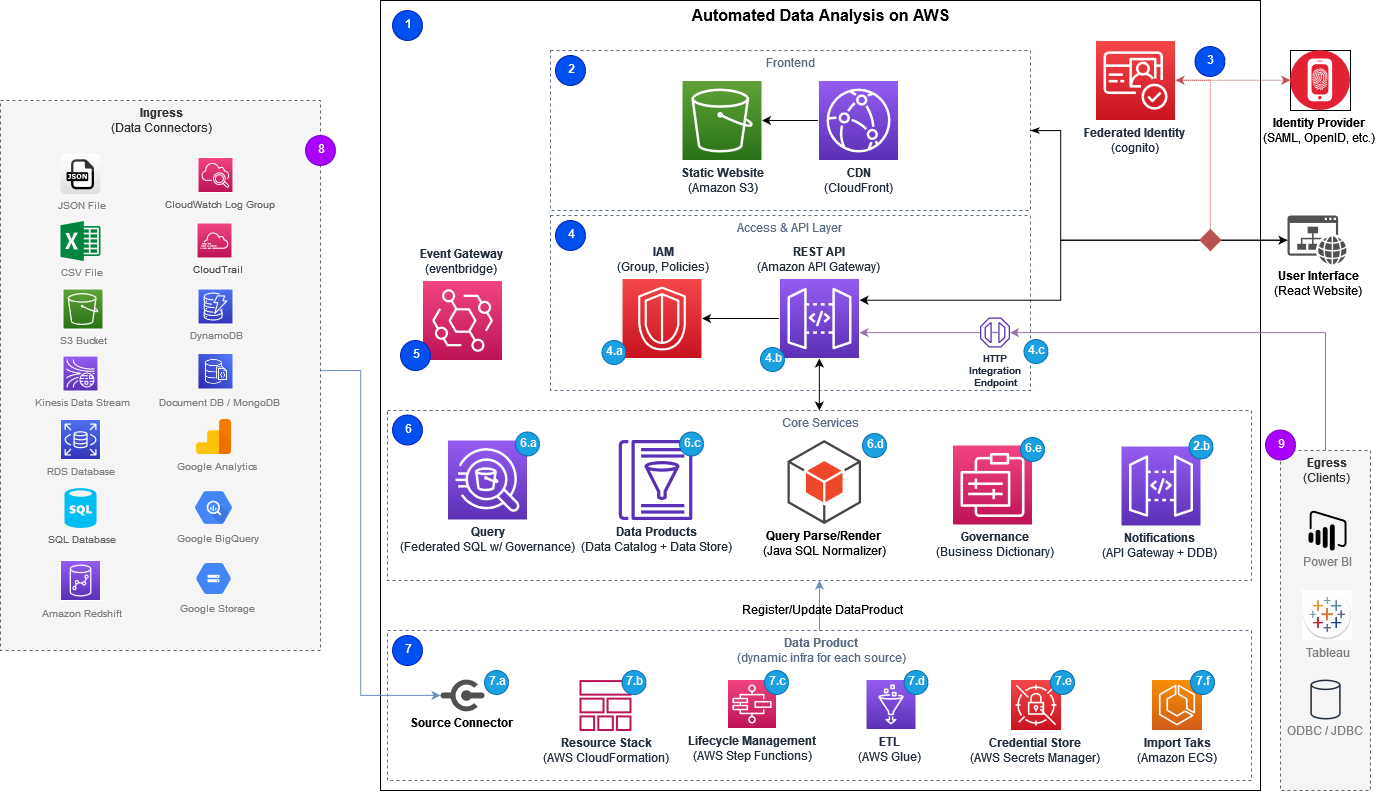 Automated Data Analysis on AWS
1
Ingress
(Data Connectors)
8
JSON
JSON File
CloudWatch Log Group
X
CSV File
CloudTrail
S3 Bucket
DynamoDB
Kinesis Data Stream
Document DB / MongoDB
RDS Database
Google Analytics
SQL
SQL Database
Google BigQuery
Amazon Redshift
Google Storage
2
Frontend
Static Website
(Amazon S3)
CDN
(CloudFront)
3
Federated Identity
(cognito)
Identity Provider
(SAML, OpenID, etc.)
User Interface
(React Website)
4
Access & API Layer
IAM
(Group, Policies)
REST API
(Amazon API Gateway)
</>
4.a
4.b
4.c
HTTP
Integration
Endpoint
Event Gateway
(eventbridge)
5
6
Core Services
6.a
Query
(Federated SQL w/ Governance)
6.c
Data Products
(Data Catalog + Data Store)
6.d
Query Parse/Render
(Java SQL Normalizer)
6.e
Governance
(Business Dictionary)
2.b
</>
Notifications
(API Gateway + DDB)
Register/Update DataProduct
7
Data Product
(dynamic infra for each source)
7.a
Source Connector
7.b
Resource Stack
(AWS CloudFormation)
7.c
Lifecycle Management
(AWS Step Functions)
7.d
ETL
(AWS Glue)
7.e
Credential Store
(AWS Secrets Manager)
7.f
Import Taks
(Amazon ECS)
9
Egress
(Clients)
Power BI
Tableau
ODBC / JDBC